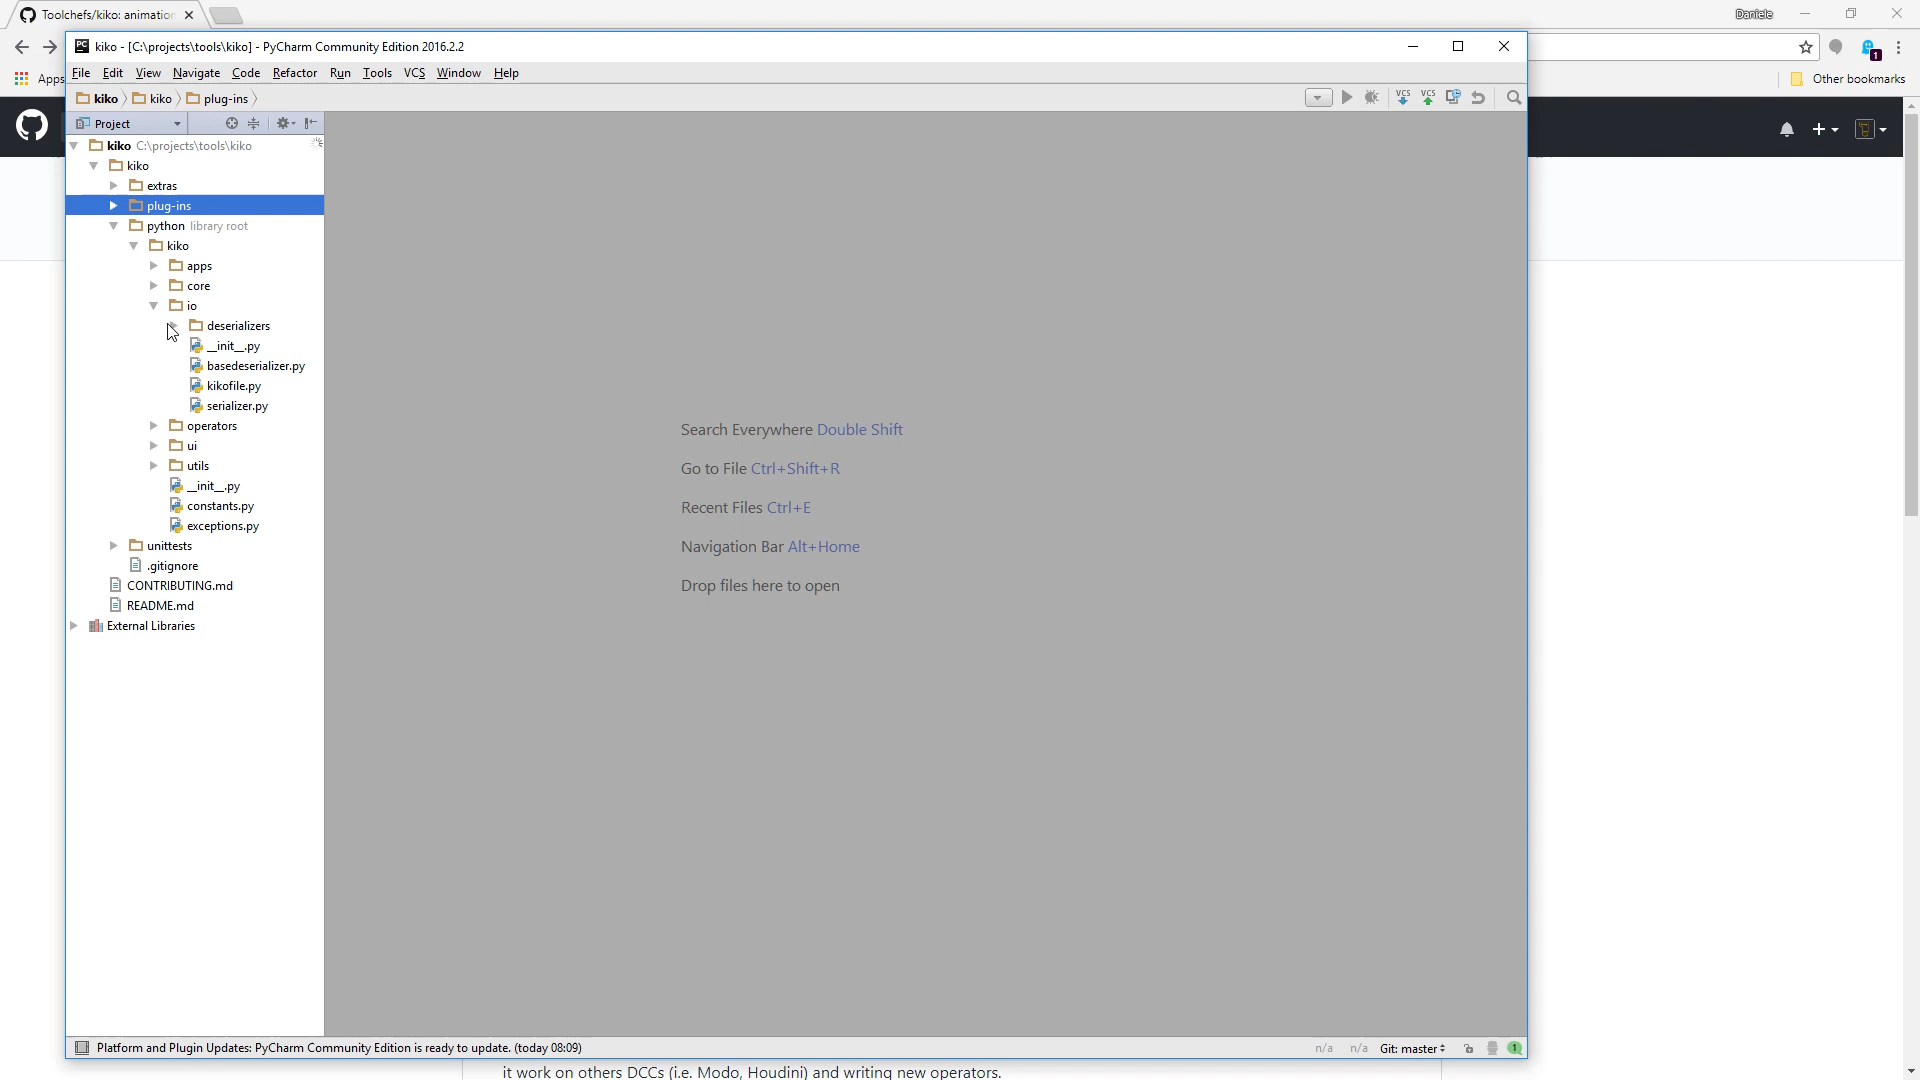 Toolchefs/kiko: animation
Daniele
Apps
Other bookmarks
1
PC kiko - [C:\projects\tools\kiko] - PyCharm Community Edition 2016.2.2
File Edit View Navigate Code Refactor Run Tools VCS Window Help
kiko kiko plug-ins
VCS VCS
Project
kiko C:\projects\tools\kiko
kiko
extras
plug-ins
python library root
kiko
apps
core
io
deserializers
__init__.py
basedeserializer.py
kikofile.py
serializer.py
operators
ui
utils
__init__.py
constants.py
exceptions.py
unittests
.gitignore
CONTRIBUTING.md
README.md
External Libraries
Search Everywhere Double Shift
Go to File Ctrl+Shift+R
Recent Files Ctrl+E
Navigation Bar Alt+Home
Drop files here to open
Platform and Plugin Updates: PyCharm Community Edition is ready to update. (today 08:09)
n/a n/a Git: master 1
it work on others DCCs (i.e. Modo, Houdini) and writing new operators.